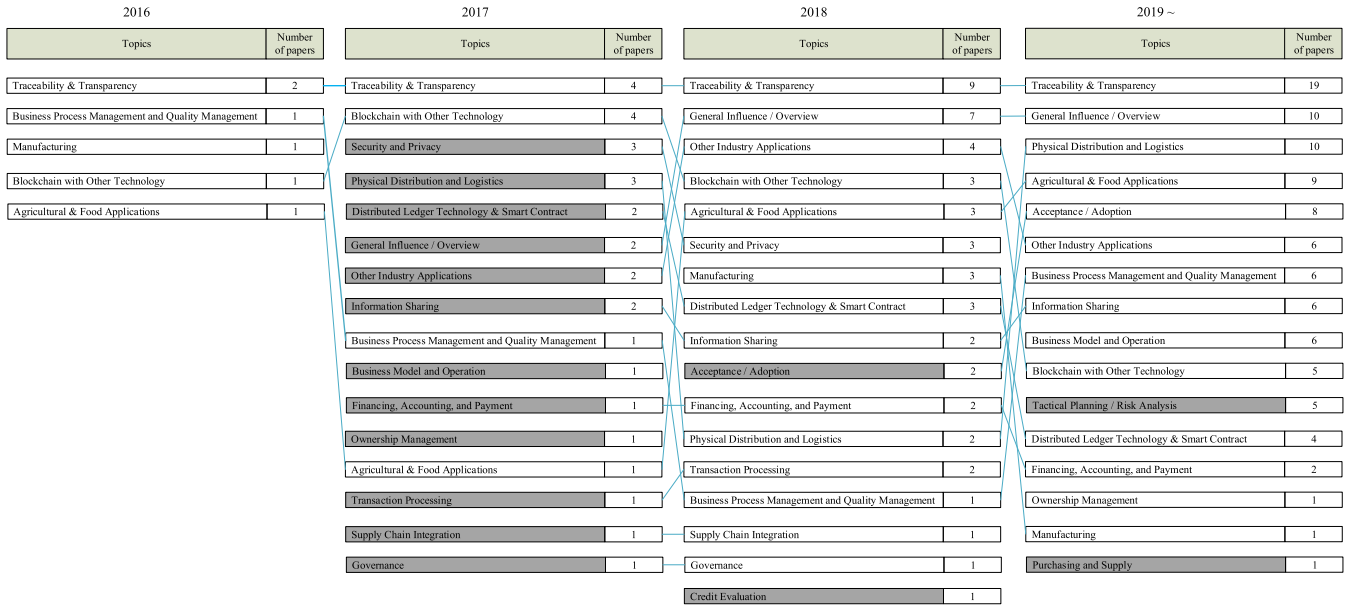 2016
Topics Number of papers
Traceability & Transparency 2
Business Process Management and Quality Management 1
Manufacturing 1
Blockchain with Other Technology 1
Agricultural & Food Applications 1
2017
Topics Number of papers
Traceability & Transparency 4
Blockchain with Other Technology 4
Security and Privacy 3
Physical Distribution and Logistics 3
Distributed Ledger Technology & Smart Contract 2
General Influence / Overview 2
Other Industry Applications 2
Information Sharing 2
Business Process Management and Quality Management 1
Business Model and Operation 1
Financing, Accounting, and Payment 1
Ownership Management 1
Agricultural & Food Applications 1
Transaction Processing 1
Supply Chain Integration 1
Governance 1
2018
Topics Number of papers
Traceability & Transparency 9
General Influence / Overview 7
Other Industry Applications 4
Blockchain with Other Technology 3
Agricultural & Food Applications 3
Security and Privacy 3
Manufacturing 3
Distributed Ledger Technology & Smart Contract 3
Information Sharing 2
Acceptance / Adoption 2
Financing, Accounting, and Payment 2
Physical Distribution and Logistics 2
Transaction Processing 2
Business Process Management and Quality Management 1
Supply Chain Integration 1
Governance 1
Credit Evaluation 1
2019 ~
Topics Number of papers
Traceability & Transparency 19
General Influence / Overview 10
Physical Distribution and Logistics 10
Agricultural & Food Applications 9
Acceptance / Adoption 8
Other Industry Applications 6
Business Process Management and Quality Management 6
Information Sharing 6
Business Model and Operation 6
Blockchain with Other Technology 5
Tactical Planning / Risk Analysis 5
Distributed Ledger Technology & Smart Contract 4
Financing, Accounting, and Payment 2
Ownership Management 1
Manufacturing 1
Purchasing and Supply 1